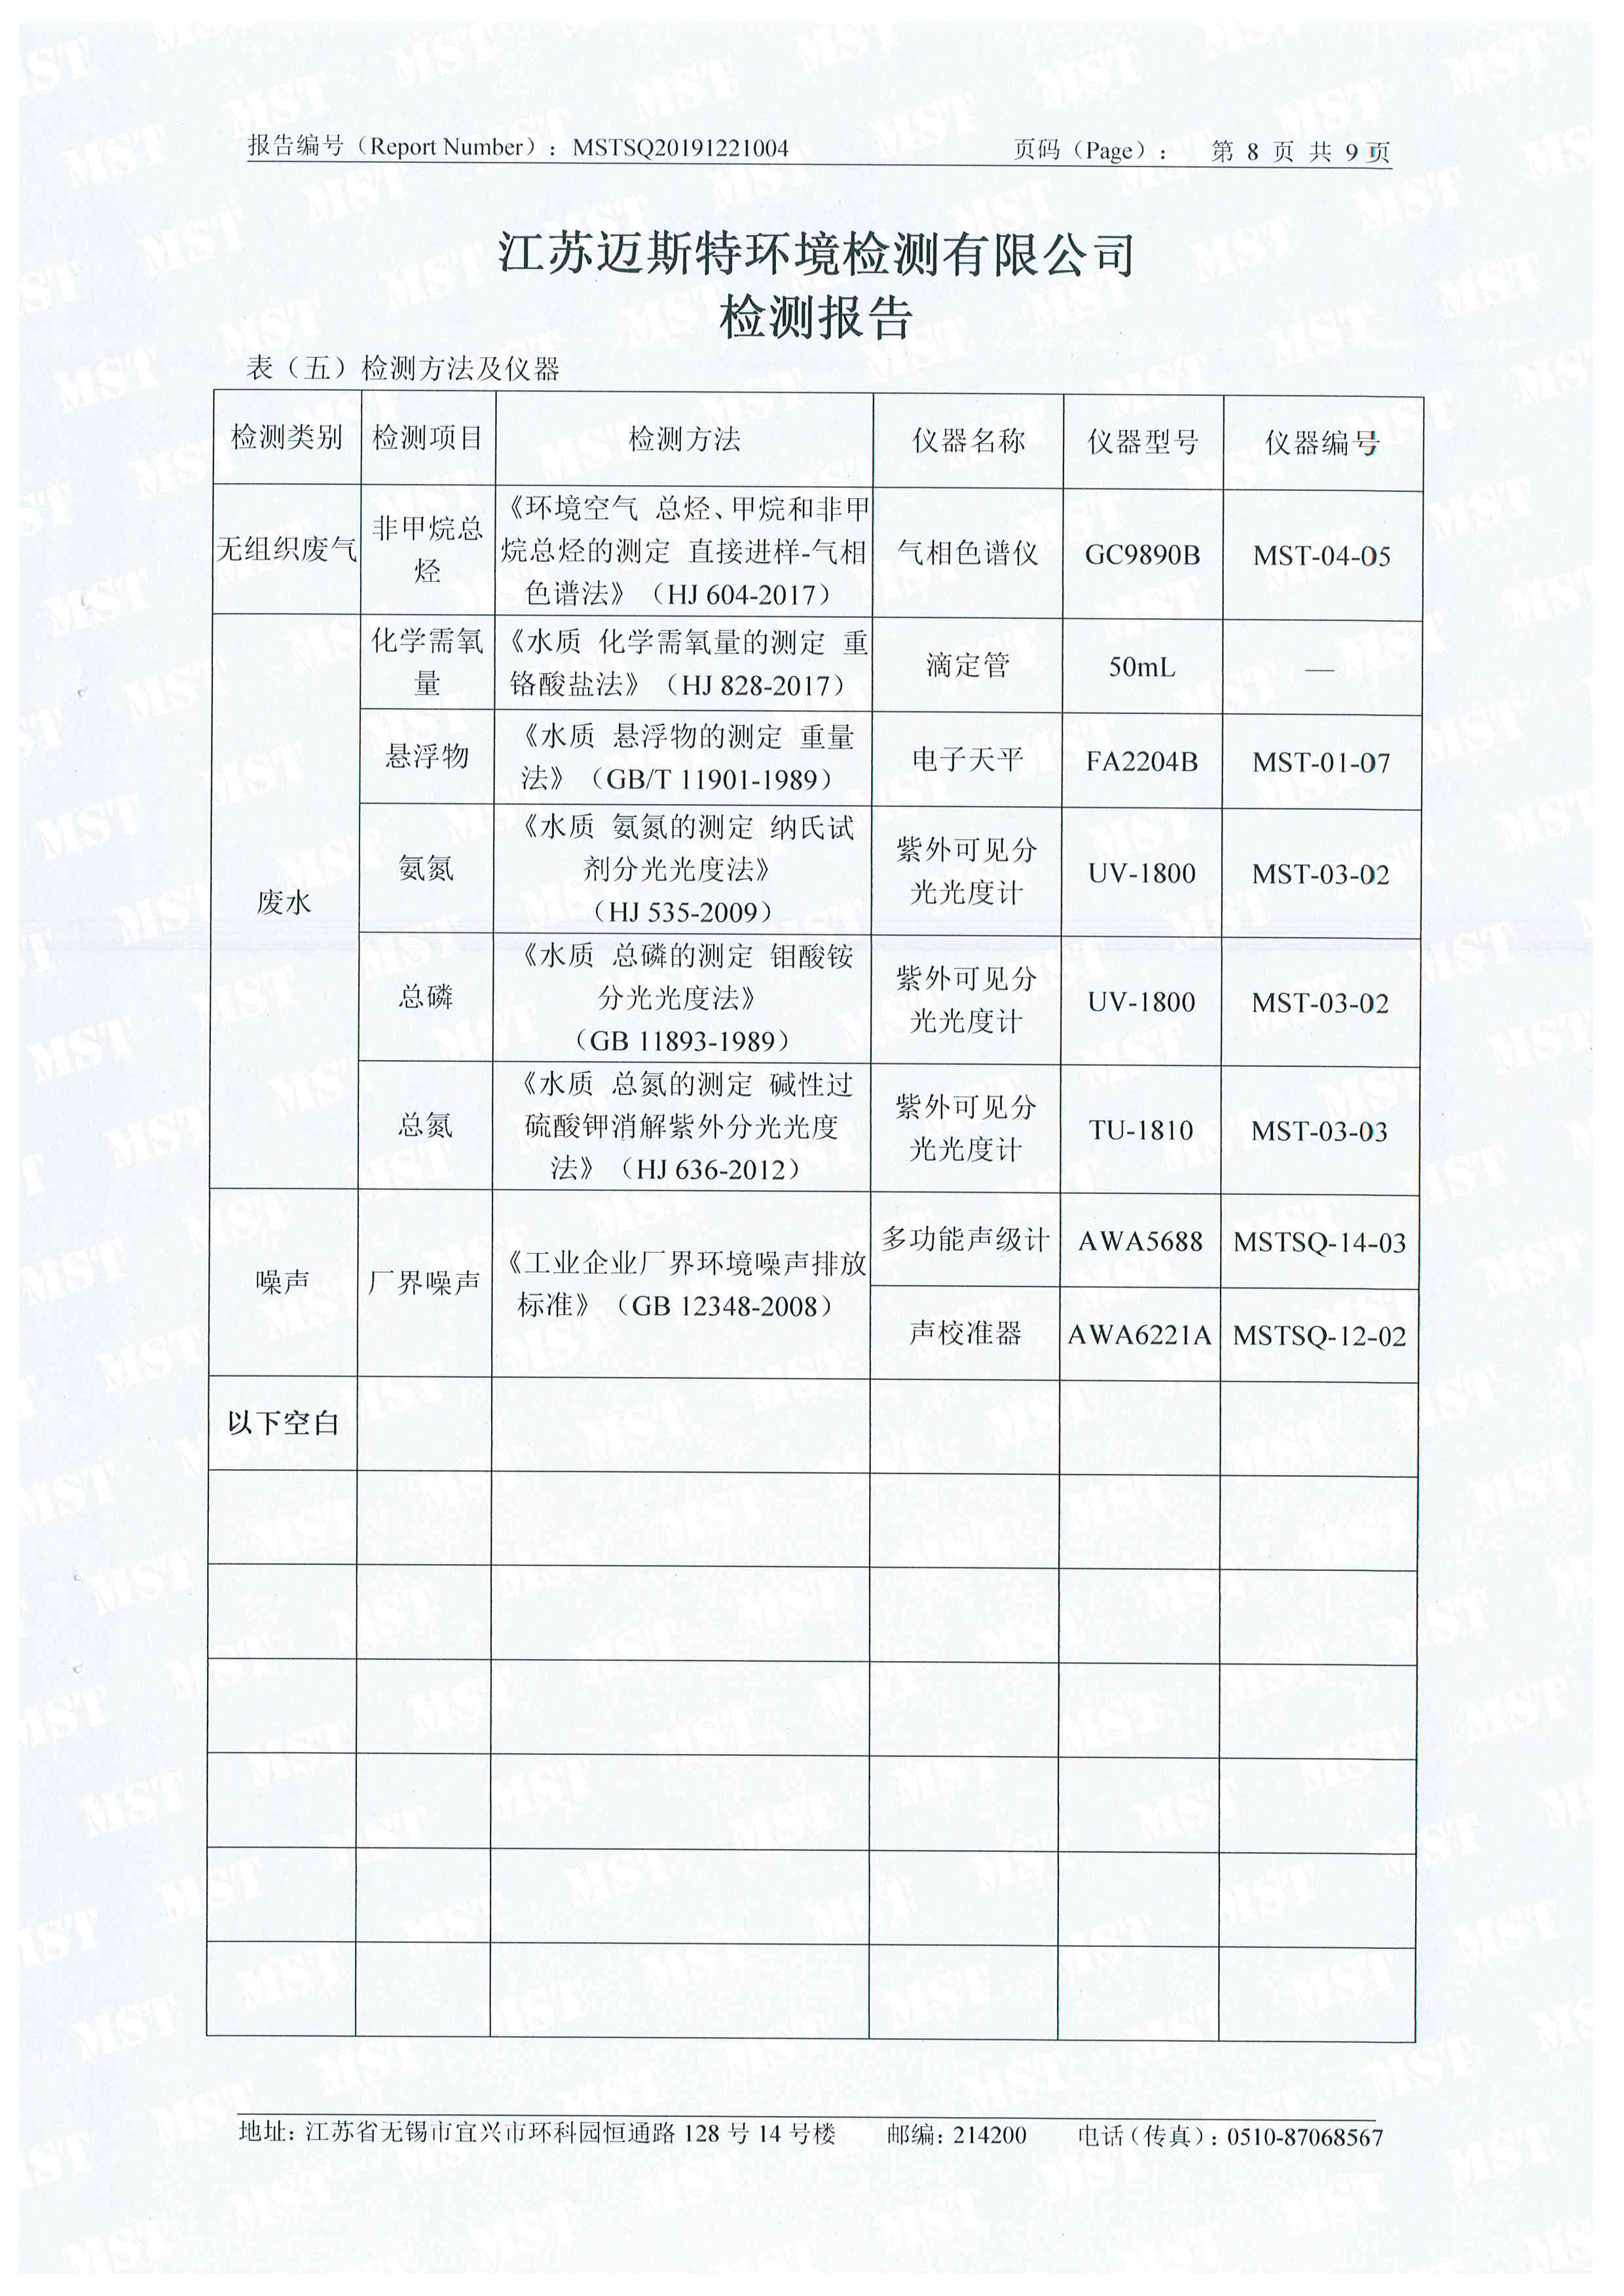 报告编号（Report Number）：MSTSQ20191221004 页码（Page）： 第 8 页 共 9 页
江苏迈斯特环境检测有限公司
检测报告
表（五）检测方法及仪器
检测类别 检测项目 检测方法 仪器名称 仪器型号 仪器编号
无组织废气
非甲烷总
烃
《环境空气 总烃、甲烷和非甲
烷总烃的测定 直接进样-气相
色谱法》（HJ 604-2017）
气相色谱仪 GC9890B MST-04-05
废水
化学需氧
量
《水质 化学需氧量的测定 重
铬酸盐法》（HJ 828-2017）
滴定管 50mL —
悬浮物
《水质 悬浮物的测定 重量
法》（GB/T 11901-1989）
电子天平 FA2204B MST-01-07
氨氮
《水质 氨氮的测定 纳氏试
剂分光光度法》
（HJ 535-2009）
紫外可见分
光光度计
UV-1800 MST-03-02
总磷
《水质 总磷的测定 钼酸铵
分光光度法》
（GB 11893-1989）
紫外可见分
光光度计
UV-1800 MST-03-02
总氮
《水质 总氮的测定 碱性过
硫酸钾消解紫外分光光度
法》（HJ 636-2012）
紫外可见分
光光度计
TU-1810 MST-03-03
噪声 厂界噪声
《工业企业厂界环境噪声排放
标准》（GB 12348-2008）
多功能声级计 AWA5688 MSTSQ-14-03
声校准器 AWA6221A MSTSQ-12-02
以下空白
地址：江苏省无锡市宜兴市环科园恒通路 128 号 14 号楼 邮编：214200 电话（传真）：0510-87068567